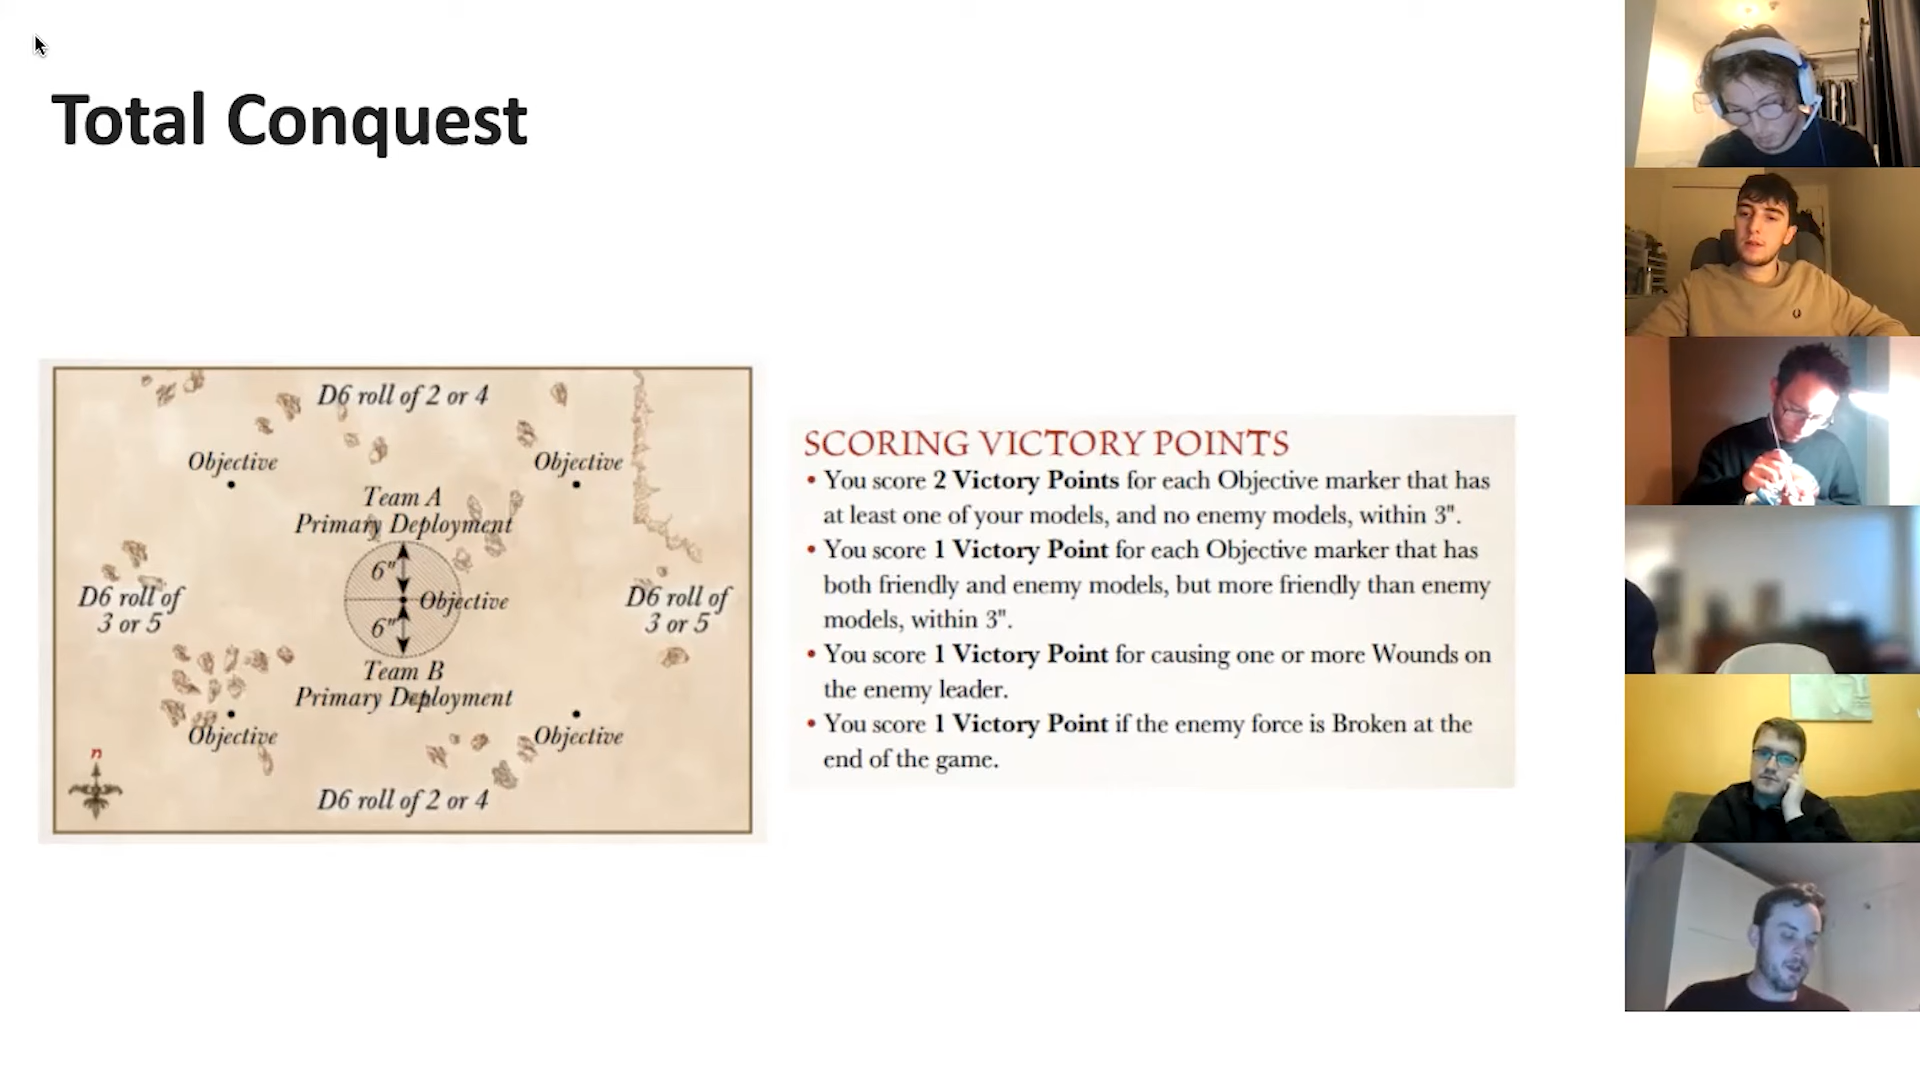 Total Conquest
D6 roll of 2 or 4
Objective
Objective
Team A
Primary Deployment
6"
D6 roll of
3 or 5
Objective
D6 roll of
3 or 5
6"
Team B
Primary Deployment
Objective
Objective
n
D6 roll of 2 or 4
SCORING VICTORY POINTS
• You score 2 Victory Points for each Objective marker that has
at least one of your models, and no enemy models, within 3".
• You score 1 Victory Point for each Objective marker that has
both friendly and enemy models, but more friendly than enemy
models, within 3".
• You score 1 Victory Point for causing one or more Wounds on
the enemy leader.
• You score 1 Victory Point if the enemy force is Broken at the
end of the game.